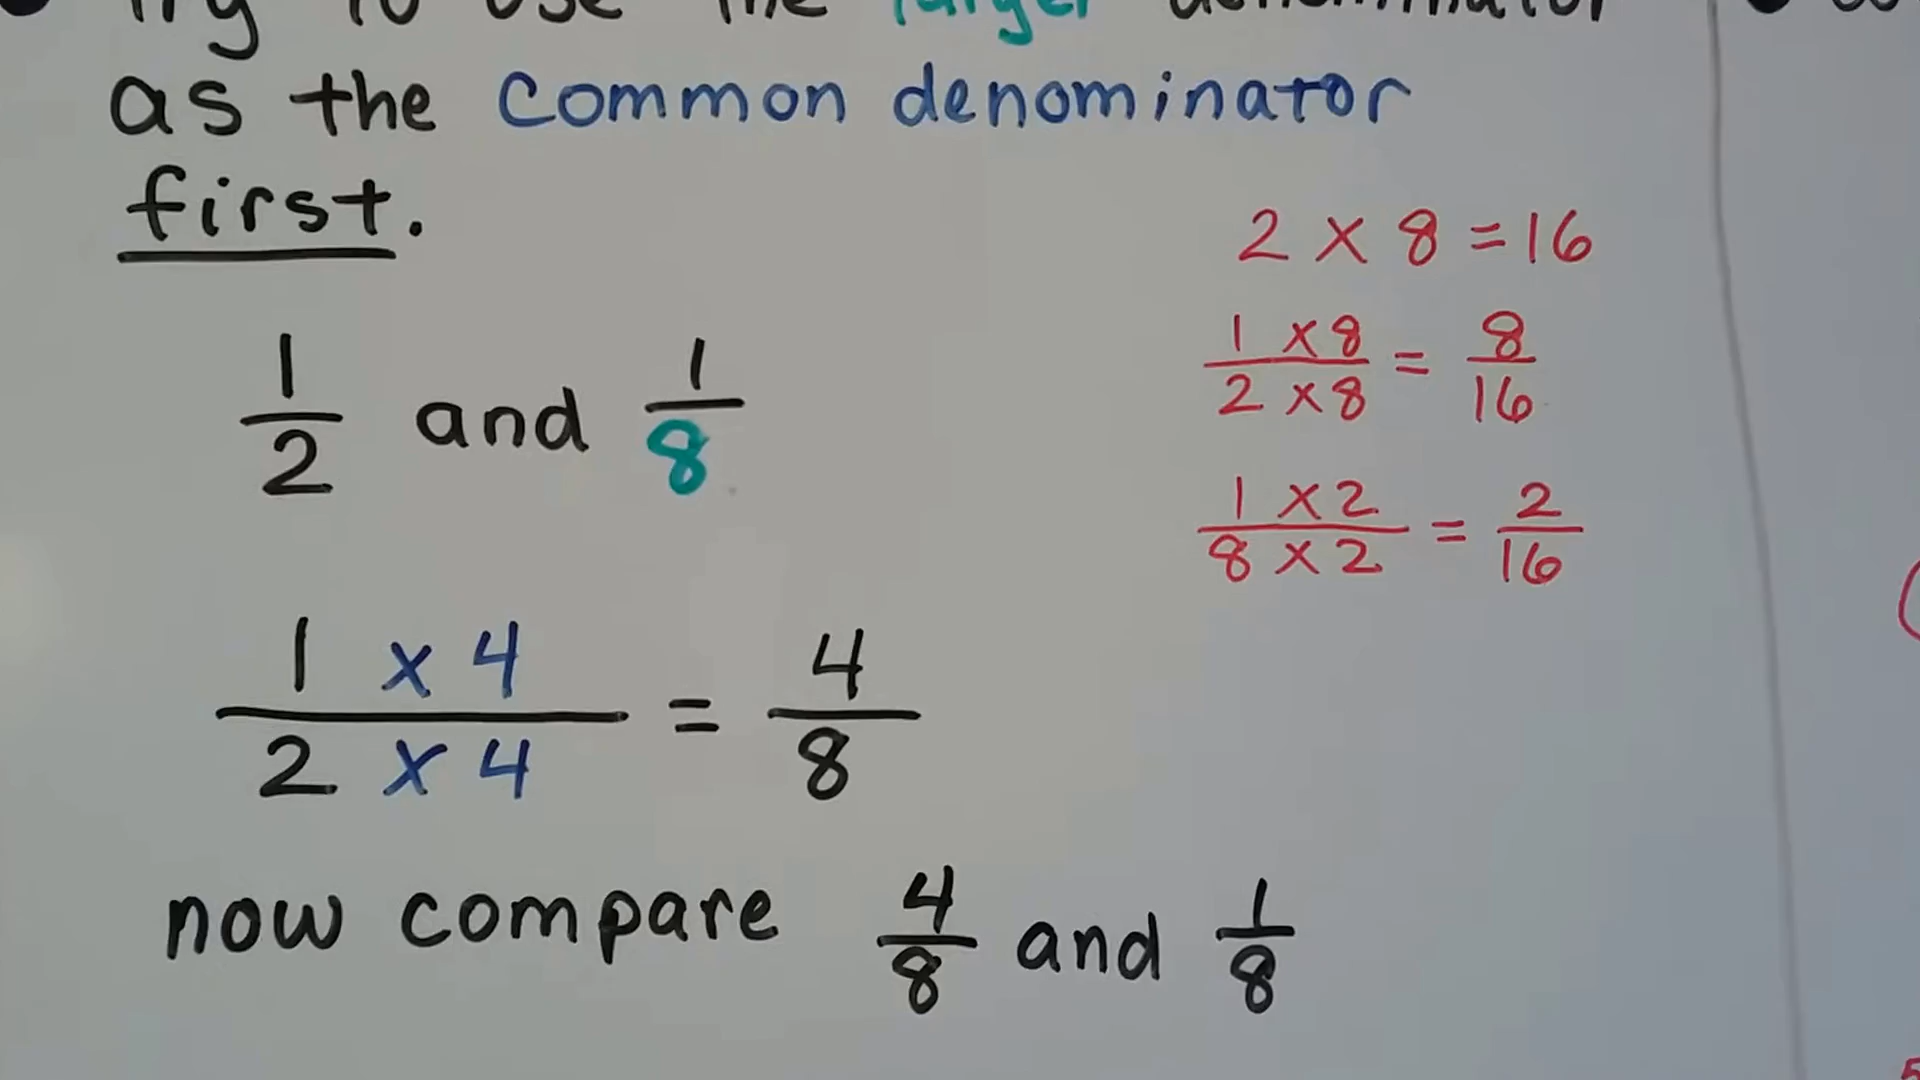 Try to use the larger denominator
as the common denominator
first.
1/2 and 1/8
1 x 4 / 2 x 4 = 4/8
now compare 4/8 and 1/8
2 x 8 = 16
1 x 8 / 2 x 8 = 8/16
1 x 2 / 8 x 2 = 2/16